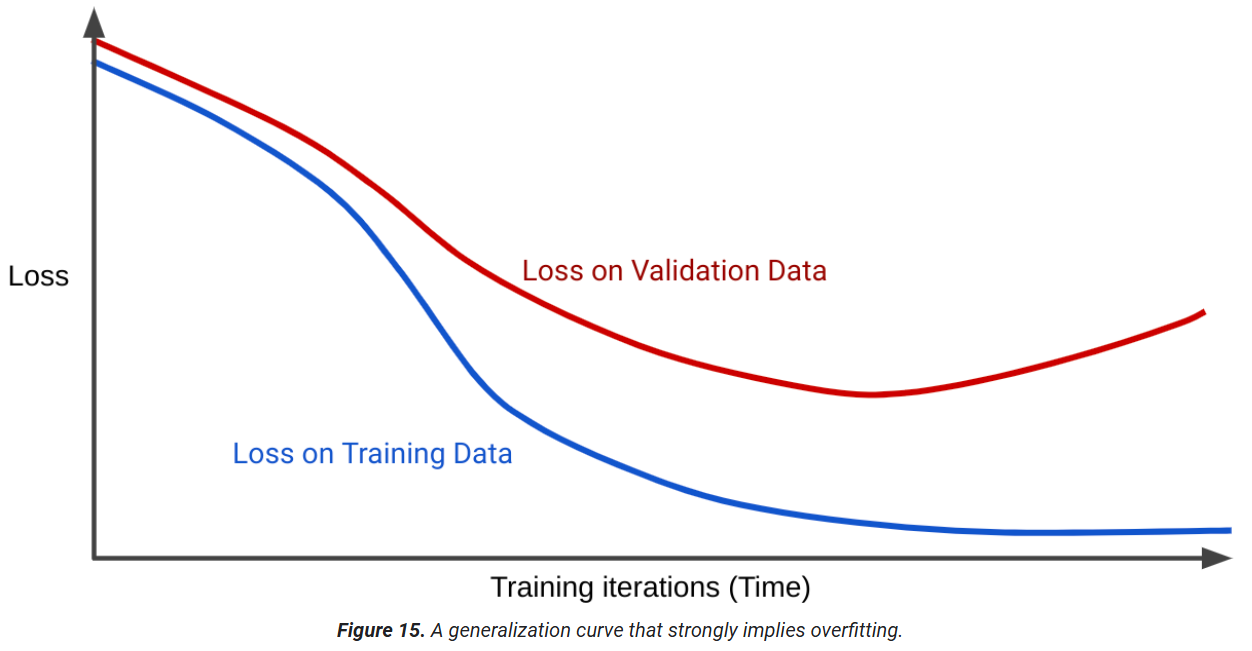 Loss
Loss on Validation Data
Loss on Training Data
Training iterations (Time)
Figure 15. A generalization curve that strongly implies overfitting.